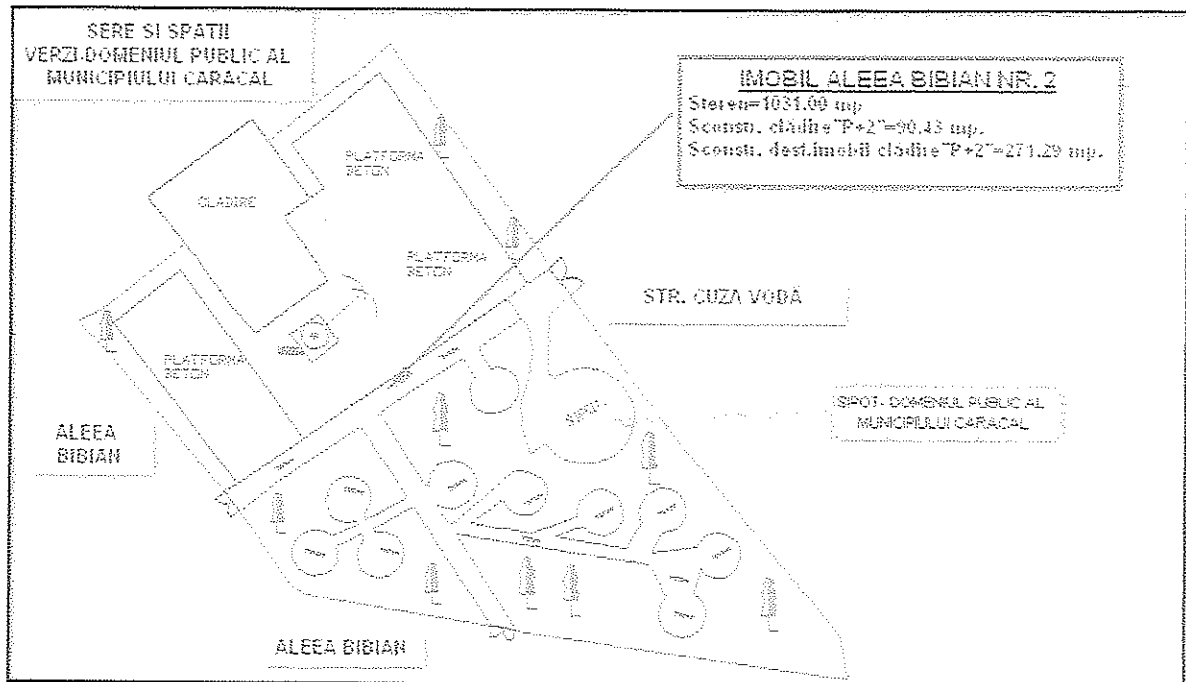 SERE SI SPATII
VERZI-DOMENIUL PUBLIC AL
MUNICIPIULUI CARACAL
IMOBIL ALEEA BIBIAN NR. 2
Steren=1031.00 mp.
Sconstr. clădire"P+2"=90.43 mp.
Sconstr. dest.imobil clădire"P+2"=271.29 mp.
PLATFORMA
BETON
CLADIRE
PLATFORMA
BETON
STR. CUZA VODĂ
PLATFORMA
BETON
SIPOT
SIPOT- DOMENIUL PUBLIC AL
MUNICIPIULUI CARACAL
ALEEA
BIBIAN
ALEEA BIBIAN